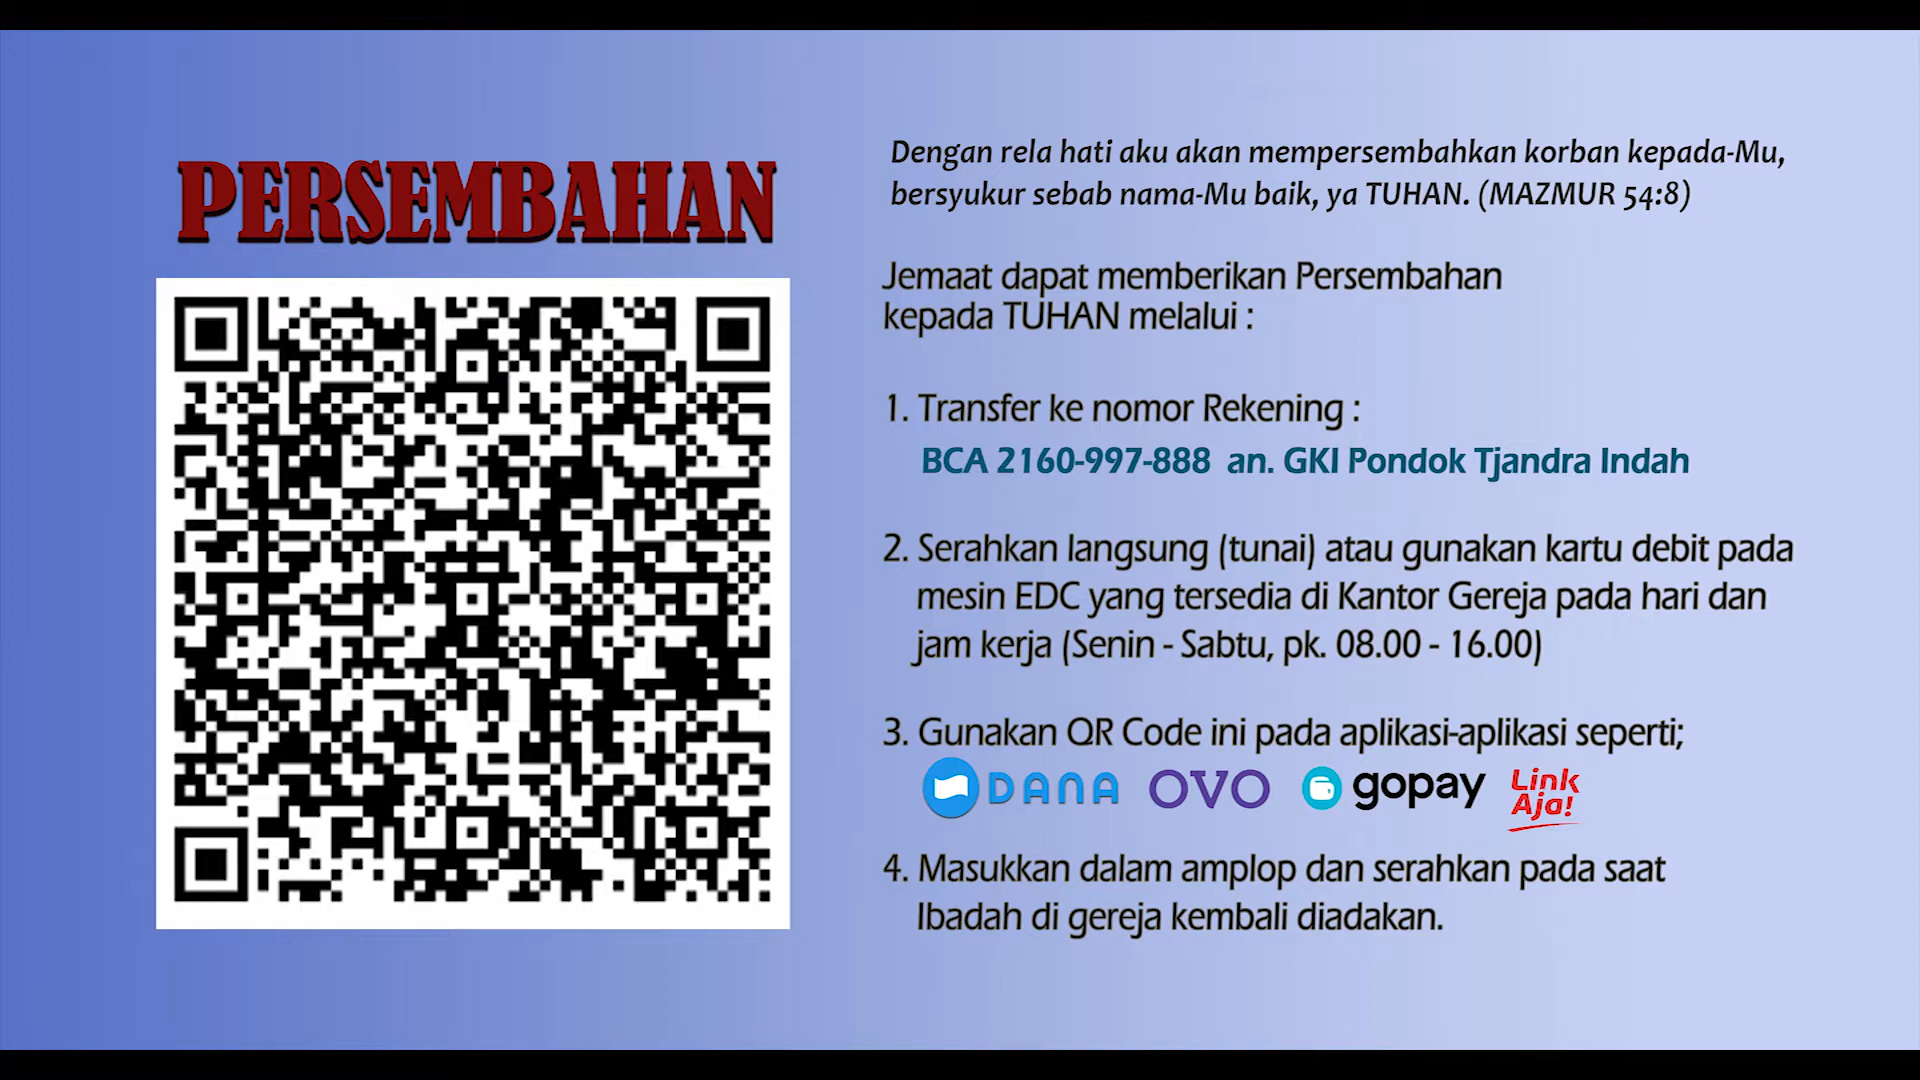 PERSEMBAHAN
Dengan rela hati aku akan mempersembahkan korban kepada-Mu,
bersyukur sebab nama-Mu baik, ya TUHAN. (MAZMUR 54:8)
Jemaat dapat memberikan Persembahan
kepada TUHAN melalui :
1. Transfer ke nomor Rekening :
BCA 2160-997-888 an. GKI Pondok Tjandra Indah
2. Serahkan langsung (tunai) atau gunakan kartu debit pada
mesin EDC yang tersedia di Kantor Gereja pada hari dan
jam kerja (Senin - Sabtu, pk. 08.00 - 16.00)
3. Gunakan QR Code ini pada aplikasi-aplikasi seperti;
DANA OVO gopay Link
Aja!
4. Masukkan dalam amplop dan serahkan pada saat
Ibadah di gereja kembali diadakan.